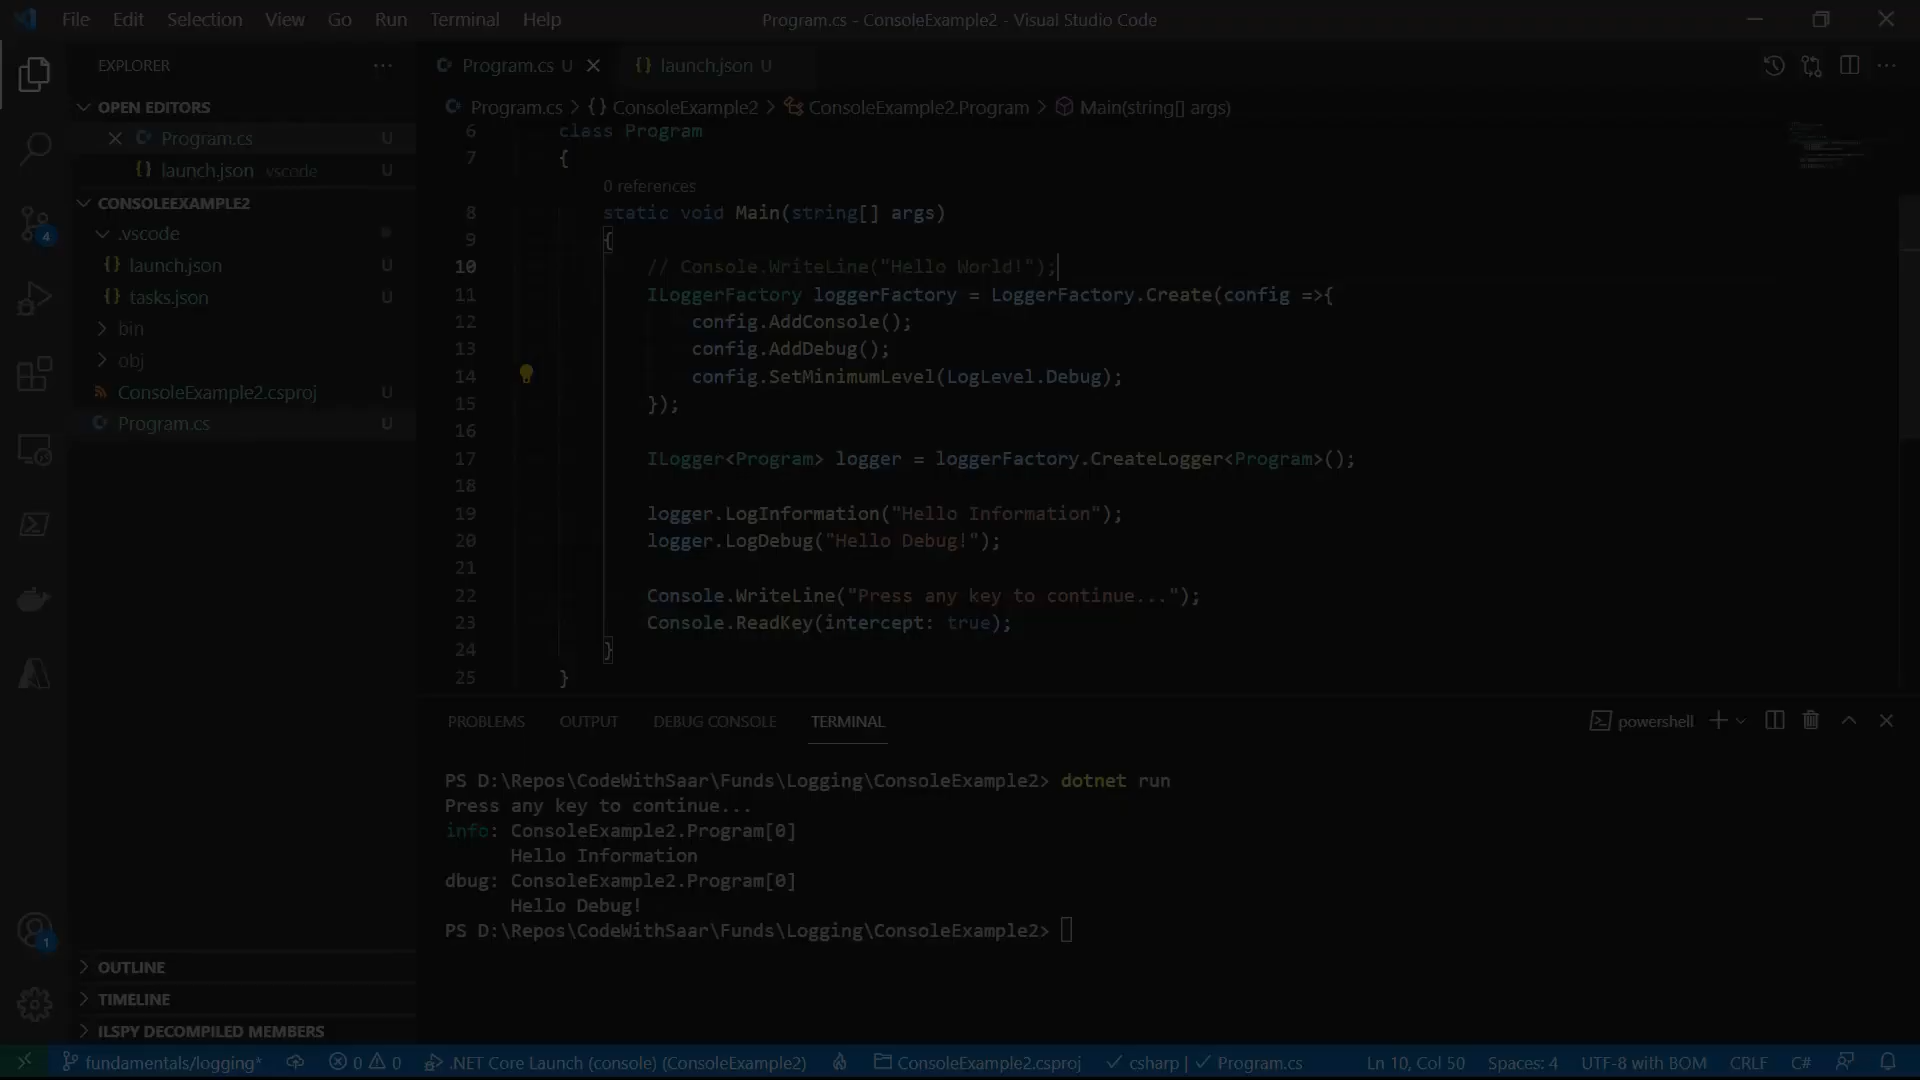 File Edit Selection View Go Run Terminal Help
Program.cs - ConsoleExample2 - Visual Studio Code
EXPLORER
OPEN EDITORS
Program.cs U
launch.json .vscode U
CONSOLEEXAMPLE2
.vscode
launch.json U
tasks.json U
bin
obj
ConsoleExample2.csproj U
Program.cs U
OUTLINE
TIMELINE
ILSPY DECOMPILED MEMBERS
4
1
Program.cs U
launch.json U
Program.cs > {} ConsoleExample2 > ConsoleExample2.Program > Main(string[] args)
6 class Program
7 {
0 references
8 static void Main(string[] args)
9 {
10 // Console.WriteLine("Hello World!");
11 ILoggerFactory loggerFactory = LoggerFactory.Create(config =>{
12 config.AddConsole();
13 config.AddDebug();
14 config.SetMinimumLevel(LogLevel.Debug);
15 });
16
17 ILogger<Program> logger = loggerFactory.CreateLogger<Program>();
18
19 logger.LogInformation("Hello Information");
20 logger.LogDebug("Hello Debug!");
21
22 Console.WriteLine("Press any key to continue...");
23 Console.ReadKey(intercept: true);
24 }
25 }
PROBLEMS OUTPUT DEBUG CONSOLE TERMINAL
powershell
PS D:\Repos\CodeWithSaar\Funds\Logging\ConsoleExample2> dotnet run
Press any key to continue...
info: ConsoleExample2.Program[0]
Hello Information
dbug: ConsoleExample2.Program[0]
Hello Debug!
PS D:\Repos\CodeWithSaar\Funds\Logging\ConsoleExample2>
fundamentals/logging* 0 0 .NET Core Launch (console) (ConsoleExample2) ConsoleExample2.csproj csharp | Program.cs Ln 10, Col 50 Spaces: 4 UTF-8 with BOM CRLF C#